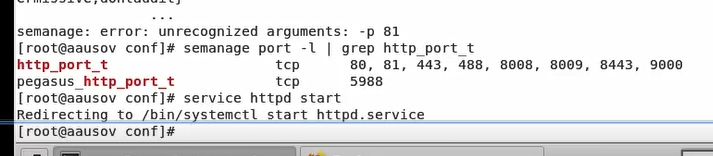 ermissive,dontaudit}
...
semanage: error: unrecognized arguments: -p 81
[root@aausov conf]# semanage port -l | grep http_port_t
http_port_t tcp 80, 81, 443, 488, 8008, 8009, 8443, 9000
pegasus_http_port_t tcp 5988
[root@aausov conf]# service httpd start
Redirecting to /bin/systemctl start httpd.service
[root@aausov conf]#